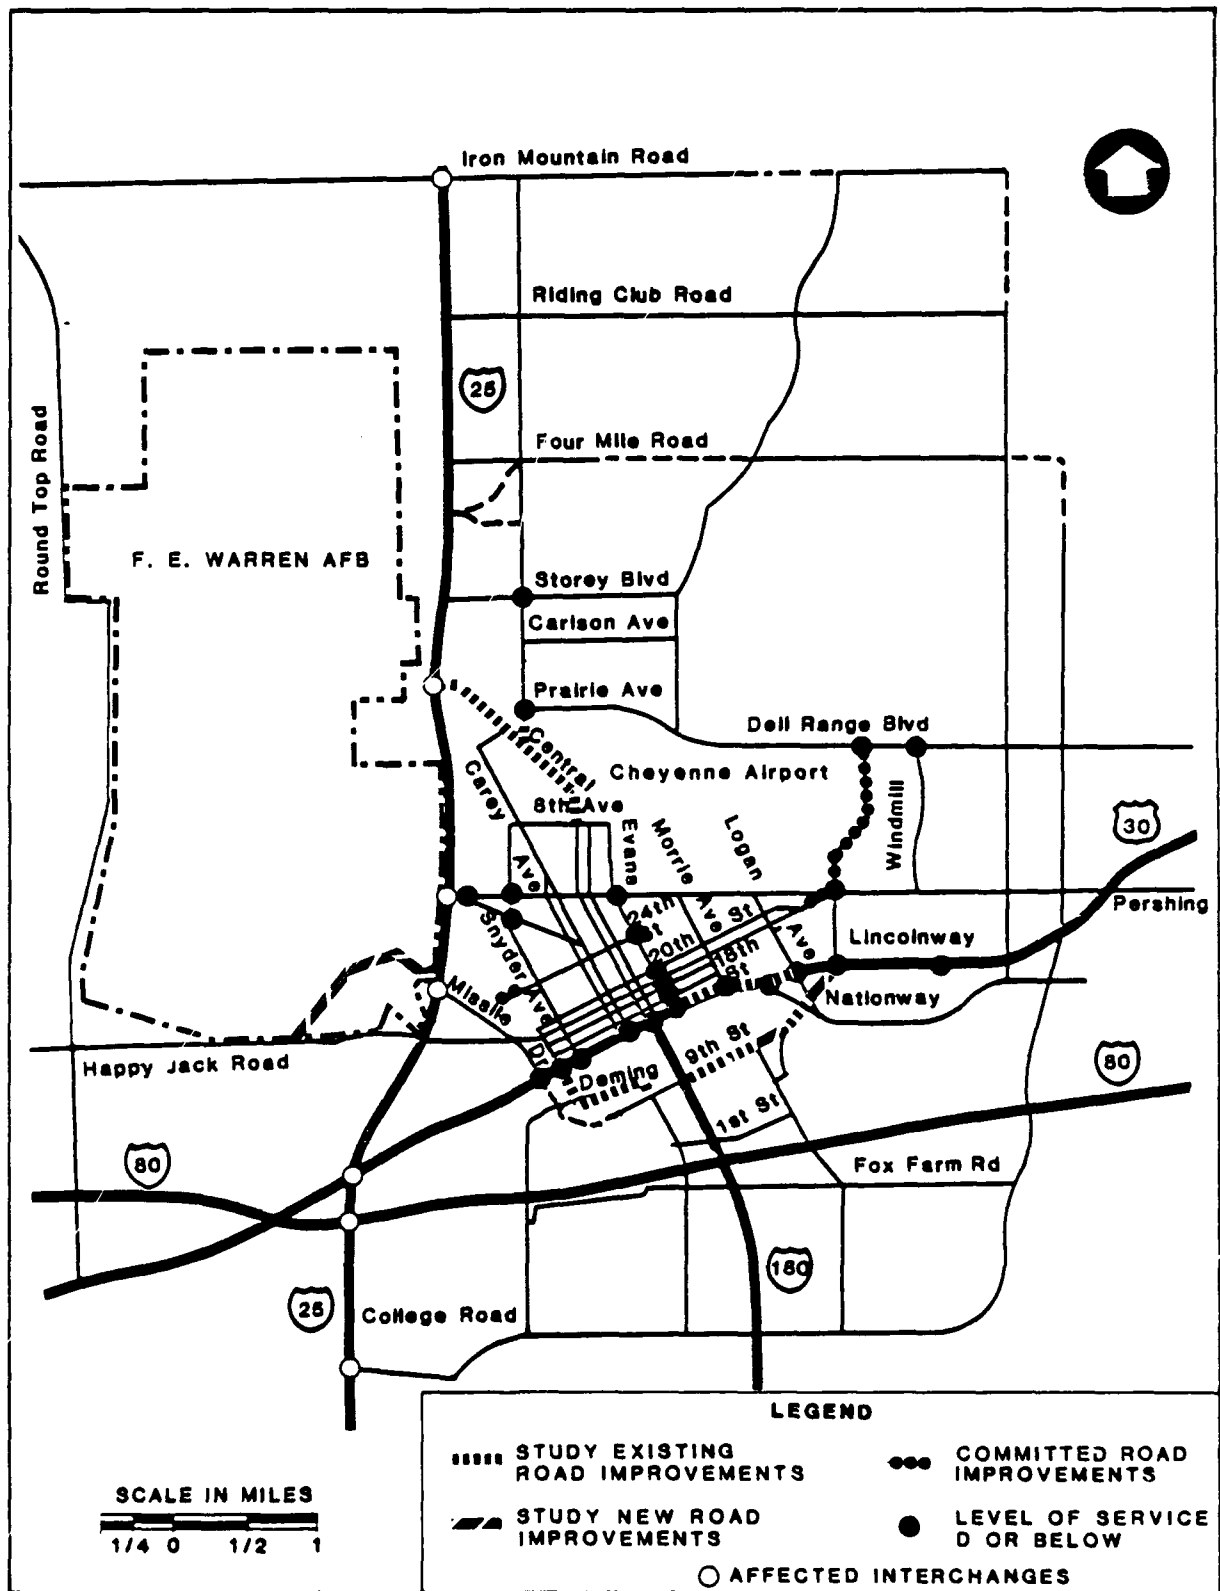 Iron Mountain Road
Riding Club Road
25
Four Mile Road
Round Top Road
F. E. WARREN AFB
Storey Blvd
Carlson Ave
Prairie Ave
Dell Range Blvd
Central
Cheyenne Airport
Carey Ave
8th Ave
Evans
Morrie Ave
Logan Ave
Windmill
30
Pershing
24th St
Snyder Ave
20th St
18th St
Lincolnway
Missile Dr
Nationway
9th St
Happy Jack Road
Deming
80
1st St
80
Fox Farm Rd
180
25
College Road
LEGEND
STUDY EXISTING
ROAD IMPROVEMENTS
COMMITTED ROAD
IMPROVEMENTS
STUDY NEW ROAD
IMPROVEMENTS
LEVEL OF SERVICE
D OR BELOW
AFFECTED INTERCHANGES
SCALE IN MILES
1/4 0 1/2 1